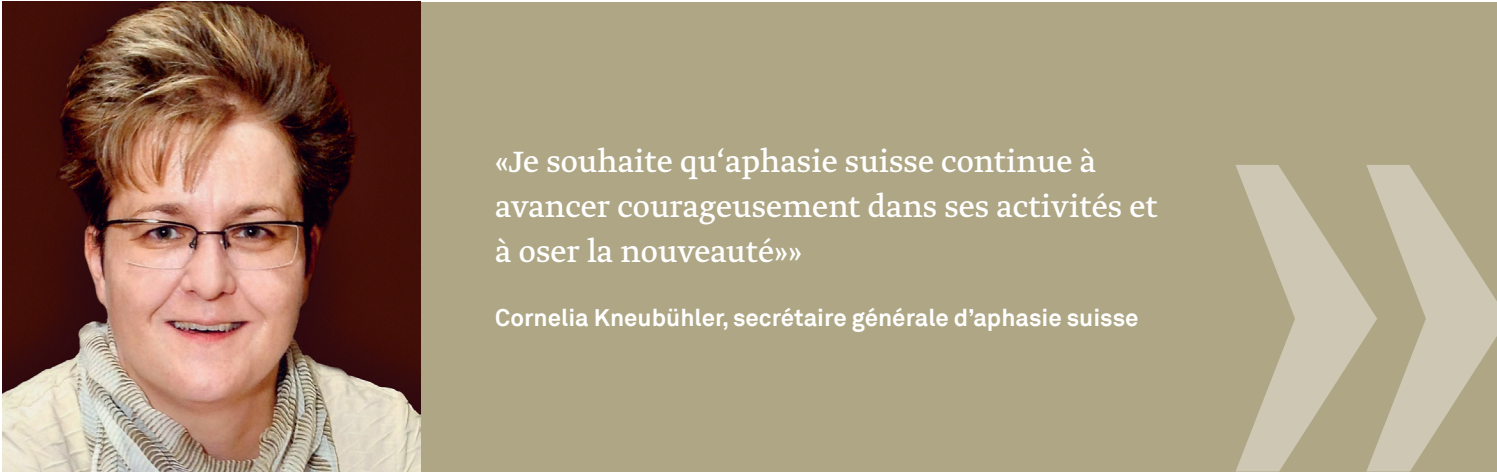 «Je souhaite qu‘aphasie suisse continue à
avancer courageusement dans ses activités et
à oser la nouveauté»»
Cornelia Kneubühler, secrétaire générale d’aphasie suisse